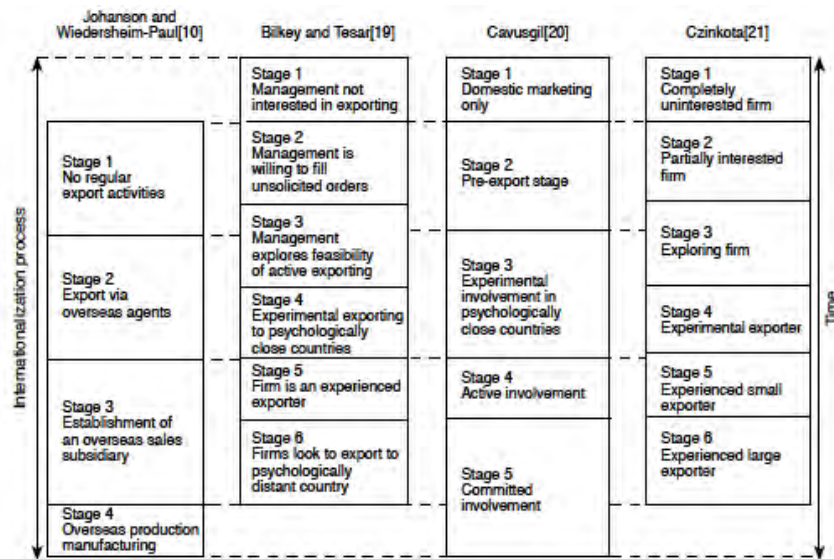 Johanson and
Wiedersheim-Paul[10]
Bilkey and Tesar[19]
Cavusgil[20]
Czinkota[21]
Internationalization process
Stage 1
No regular
export activities
Stage 2
Export via
overseas agents
Stage 3
Establishment of
an overseas sales
subsidiary
Stage 4
Overseas production
manufacturing
Stage 1
Management not
interested in exporting
Stage 2
Management is
willing to fill
unsolicited orders
Stage 3
Management
explores feasibility
of active exporting
Stage 4
Experimental exporting
to psychologically
close countries
Stage 5
Firm is an experienced
exporter
Stage 6
Firms look to export to
psychologically
distant country
Stage 1
Domestic marketing
only
Stage 2
Pre-export stage
Stage 3
Experimental
involvement in
psychologically
close countries
Stage 4
Active involvement
Stage 5
Committed
involvement
Stage 1
Completely
uninterested firm
Stage 2
Partially interested
firm
Stage 3
Exploring firm
Stage 4
Experimental exporter
Stage 5
Experienced small
exporter
Stage 6
Experienced large
exporter
Time